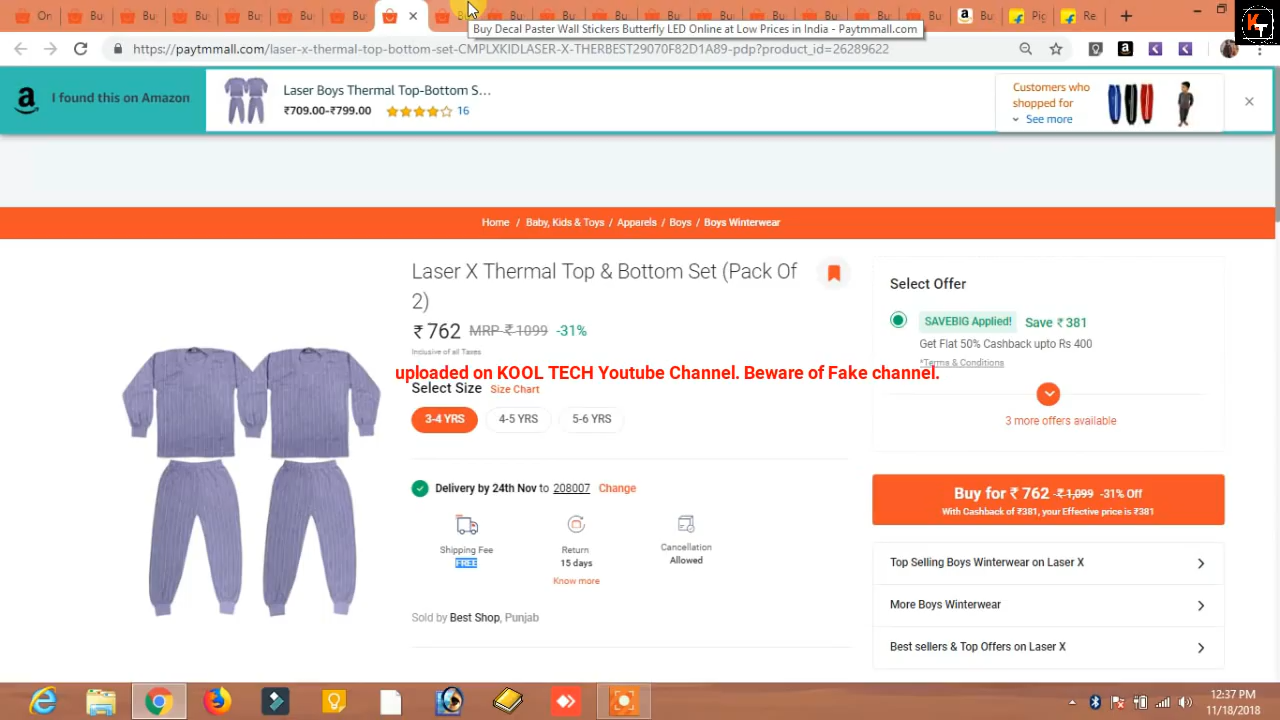 On
Bu
a Bu
Pig
Re
Buy Decal Paster Wall Stickers Butterfly LED Online at Low Prices in India - Paytmmall.com
https://paytmmall.com/laser-x-thermal-top-bottom-set-CMPLXKIDLASER-X-THERBEST29070F82D1A89-pdp?product_id=26289622
KT
a I found this on Amazon
Laser Boys Thermal Top-Bottom S...
₹709.00-₹799.00 16
Customers who
shopped for
See more
Home / Baby, Kids & Toys / Apparels / Boys / Boys Winterwear
Laser X Thermal Top & Bottom Set (Pack Of
2)
₹ 762 MRP ₹ 1099 -31%
Inclusive of all Taxes
uploaded on KOOL TECH Youtube Channel. Beware of Fake channel.
Select Size Size Chart
3-4 YRS 4-5 YRS 5-6 YRS
Delivery by 24th Nov to 208007 Change
Shipping Fee
FREE
Return
15 days
Know more
Cancellation
Allowed
Sold by Best Shop, Punjab
Select Offer
SAVEBIG Applied! Save ₹ 381
Get Flat 50% Cashback upto Rs 400
*Terms & Conditions
3 more offers available
Buy for ₹ 762 ₹ 1,099 -31% Off
With Cashback of ₹381, your Effective price is ₹381
Top Selling Boys Winterwear on Laser X
More Boys Winterwear
Best sellers & Top Offers on Laser X
12:37 PM
11/18/2018